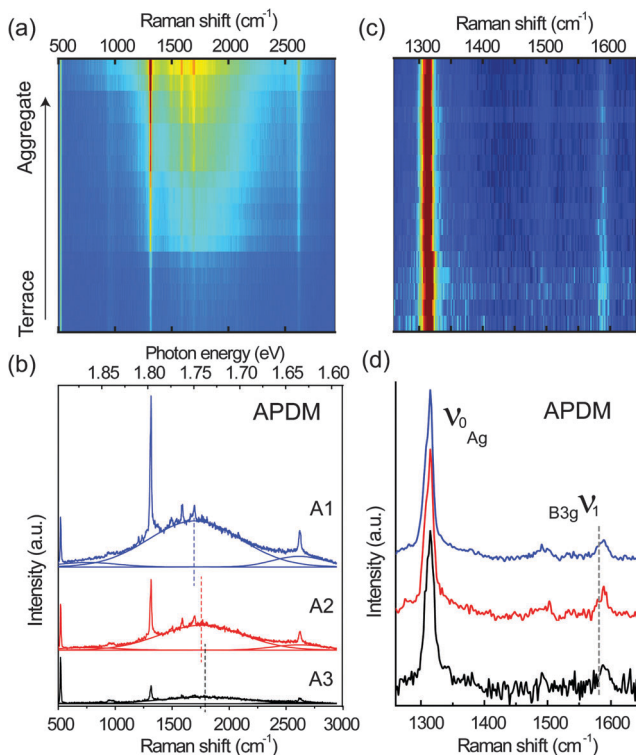 (a)
Raman shift (cm⁻¹)
500 1000 1500 2000 2500
Aggregate
Terrace
(c)
Raman shift (cm⁻¹)
1300 1400 1500 1600
(b)
Photon energy (eV)
1.85 1.80 1.75 1.70 1.65 1.60
APDM
A1
A2
A3
Intensity (a.u.)
500 1000 1500 2000 2500 3000
Raman shift (cm⁻¹)
(d)
APDM
ν₀ Ag
B3g ν₁
Intensity (a.u.)
1300 1400 1500 1600
Raman shift (cm⁻¹)